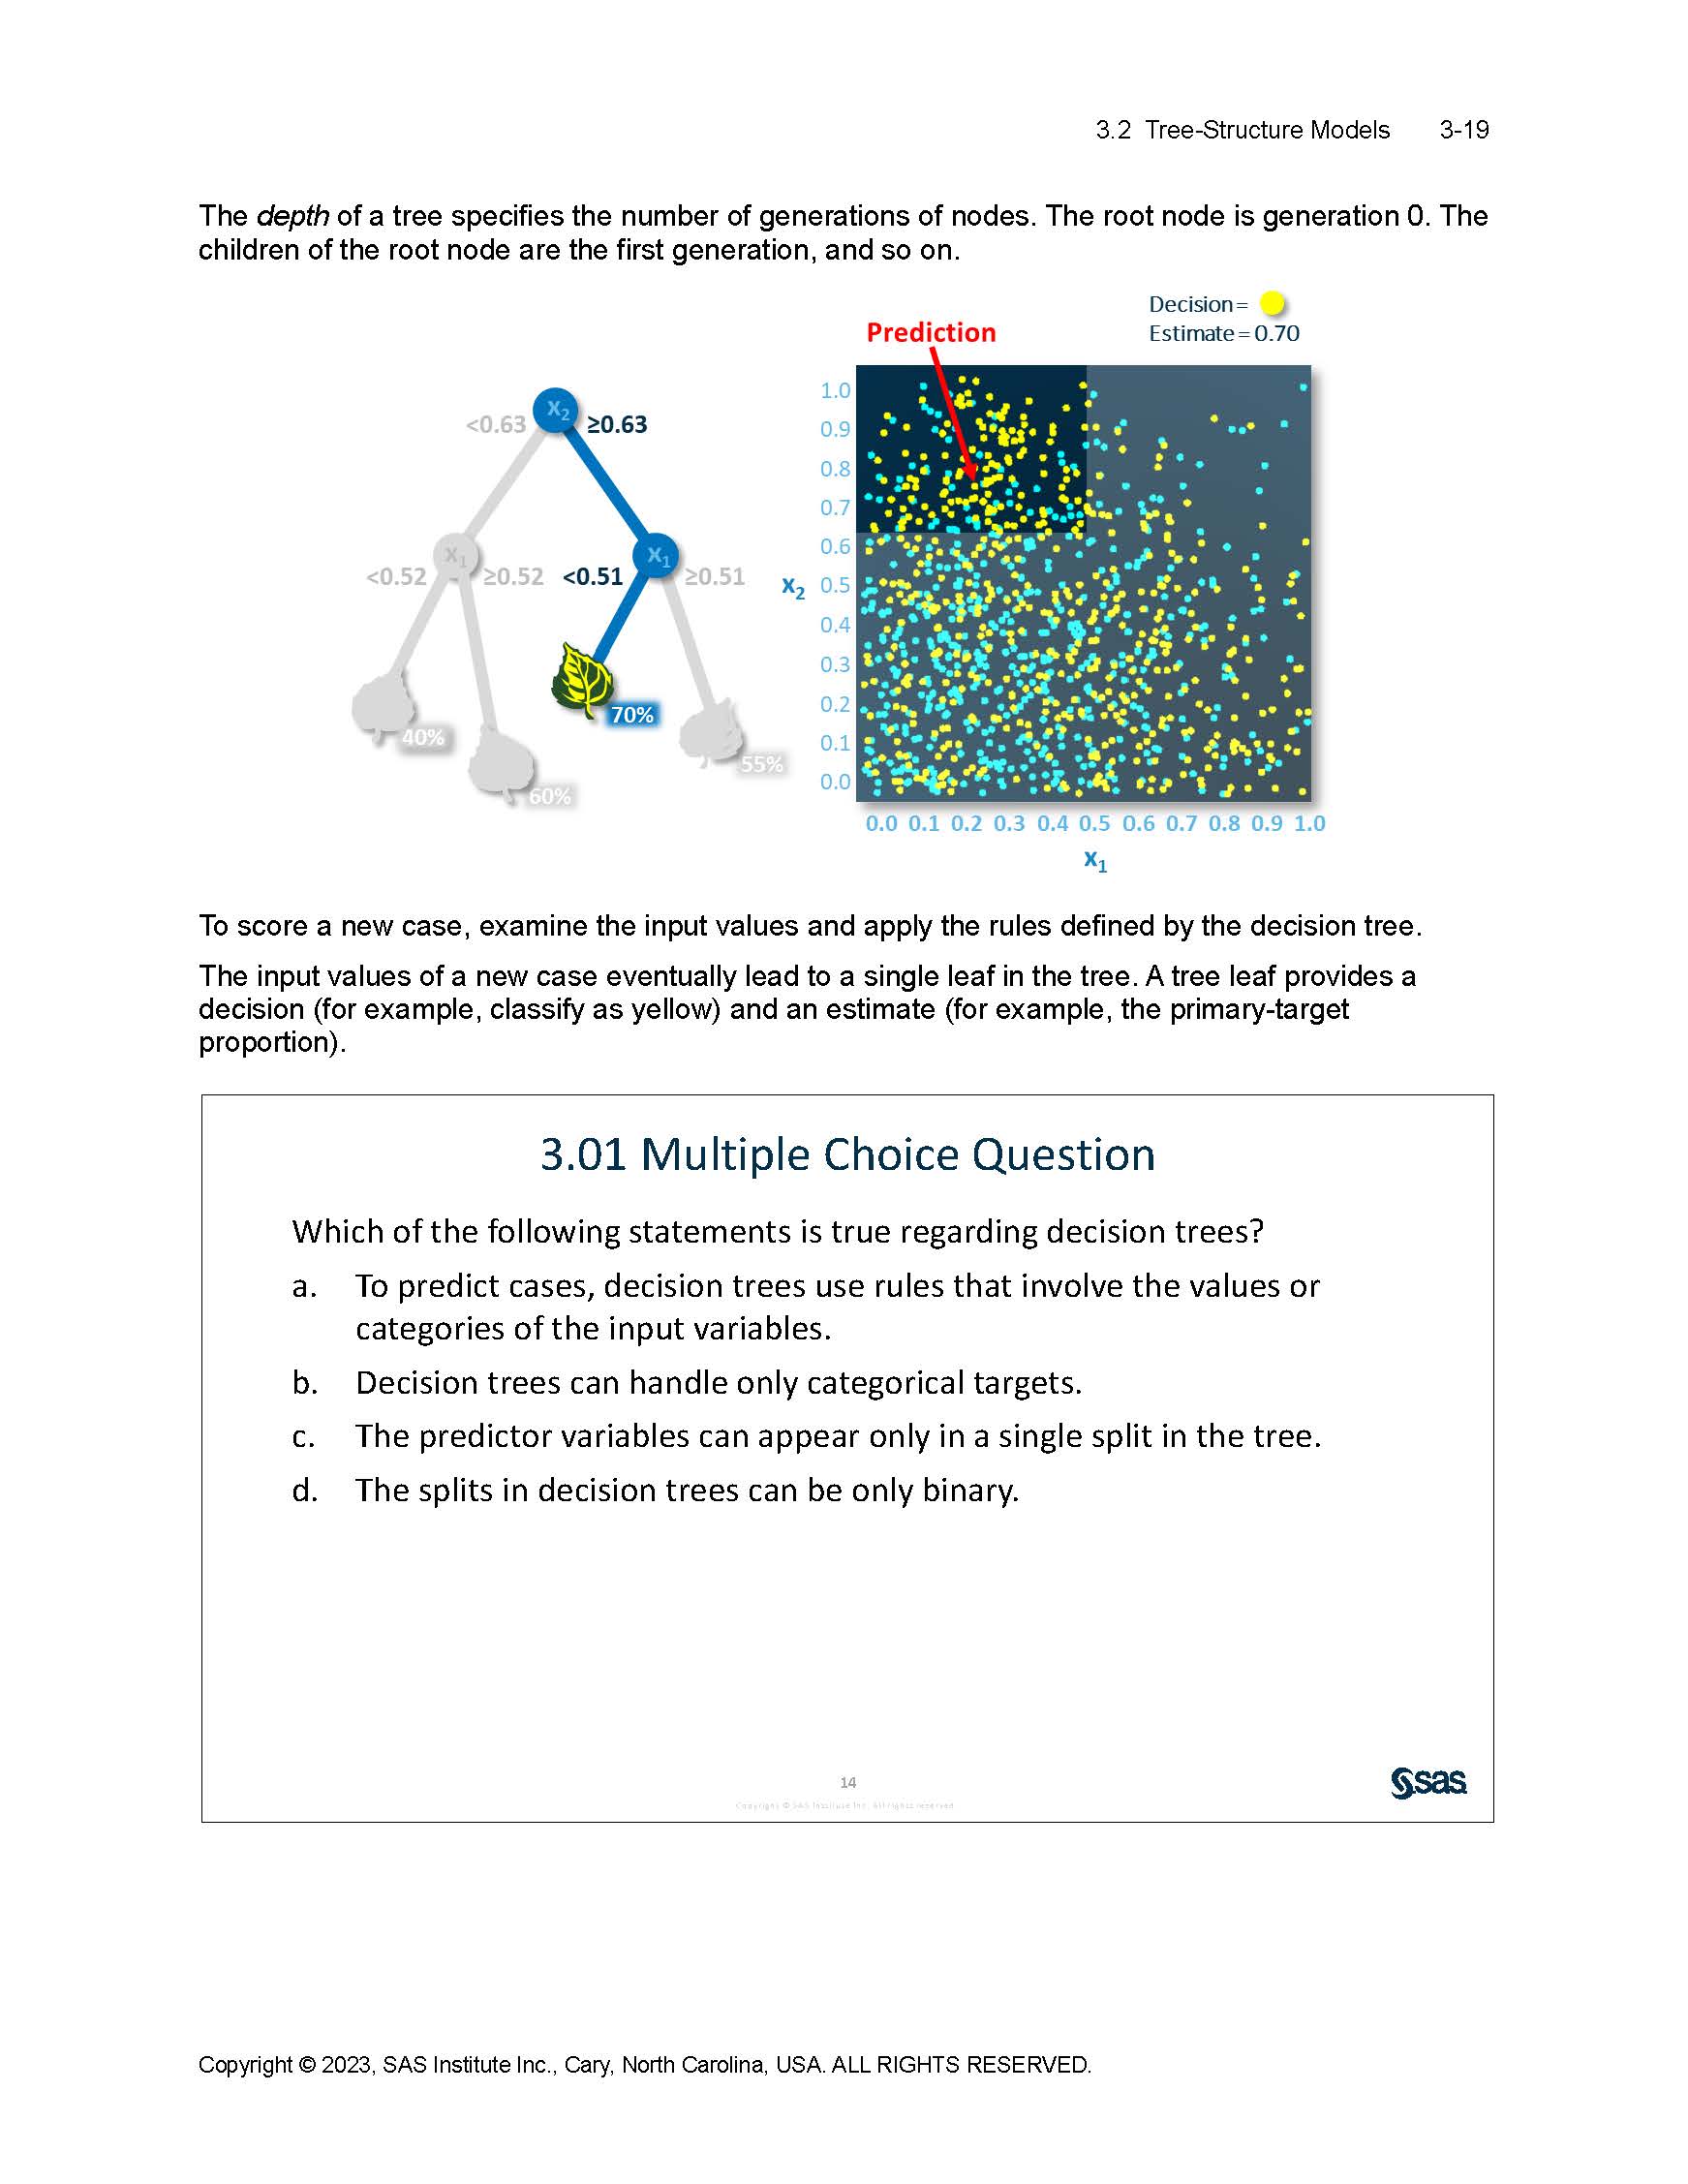 3.2 Tree-Structure Models 3-19
The depth of a tree specifies the number of generations of nodes. The root node is generation 0. The
children of the root node are the first generation, and so on.
Decision =
Prediction
Estimate = 0.70
x2
<0.63
≥0.63
x1
<0.52
≥0.52
x1
<0.51
≥0.51
40%
60%
70%
55%
x2
1.0
0.9
0.8
0.7
0.6
0.5
0.4
0.3
0.2
0.1
0.0
0.0 0.1 0.2 0.3 0.4 0.5 0.6 0.7 0.8 0.9 1.0
x1
To score a new case, examine the input values and apply the rules defined by the decision tree.
The input values of a new case eventually lead to a single leaf in the tree. A tree leaf provides a
decision (for example, classify as yellow) and an estimate (for example, the primary-target
proportion).
3.01 Multiple Choice Question
Which of the following statements is true regarding decision trees?
a. To predict cases, decision trees use rules that involve the values or
categories of the input variables.
b. Decision trees can handle only categorical targets.
c. The predictor variables can appear only in a single split in the tree.
d. The splits in decision trees can be only binary.
14
Copyright © SAS Institute Inc. All rights reserved
sas
Copyright © 2023, SAS Institute Inc., Cary, North Carolina, USA. ALL RIGHTS RESERVED.